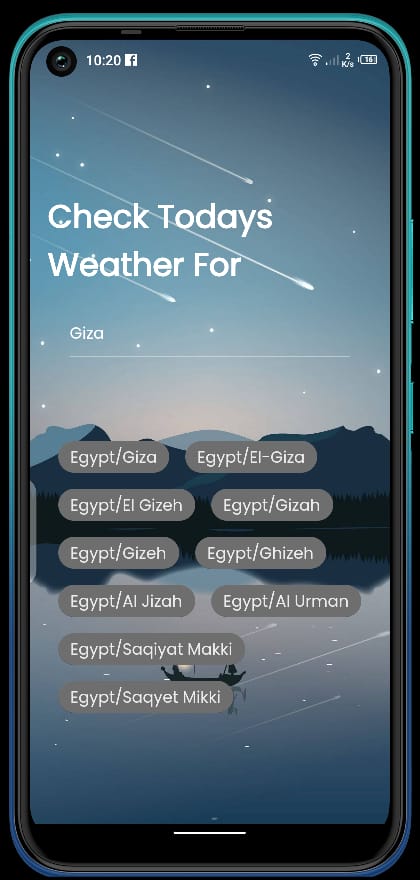 10:20 2 K/s 16
Check Todays
Weather For
Giza
Egypt/Giza Egypt/El-Giza
Egypt/El Gizeh Egypt/Gizah
Egypt/Gizeh Egypt/Ghizeh
Egypt/Al Jizah Egypt/Al Urman
Egypt/Saqiyat Makki
Egypt/Saqyet Mikki